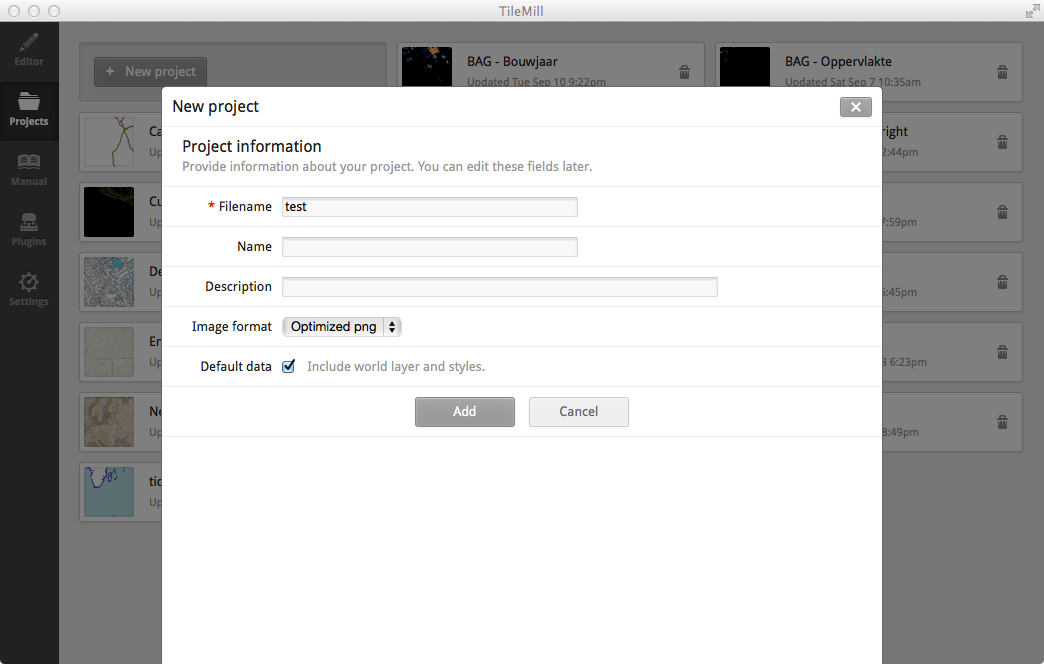 TileMill
Editor
Projects
Manual
Plugins
Settings
+ New project
BAG - Bouwjaar
Updated Tue Sep 10 9:22pm
BAG - Oppervlakte
Updated Sat Sep 7 10:35am
Ca
Up
right
2:44pm
Cu
Up
7:59pm
De
Up
5:45pm
En
Up
8 6:23pm
Ne
Up
8:49pm
tid
Up
New project
Project information
Provide information about your project. You can edit these fields later.
* Filename test
Name
Description
Image format Optimized png
Default data Include world layer and styles.
Add Cancel